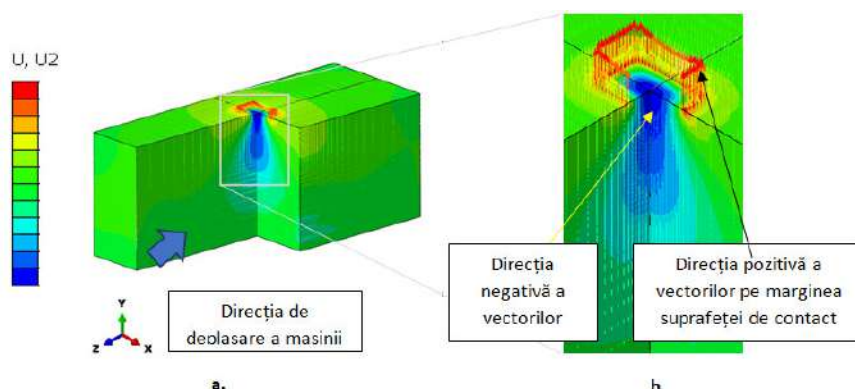 U, U2
Y
Z
X
Direcția de
deplasare a masinii
Direcția
negativă a
vectorilor
Direcția pozitivă a
vectorilor pe marginea
suprafeței de contact
a.
b.